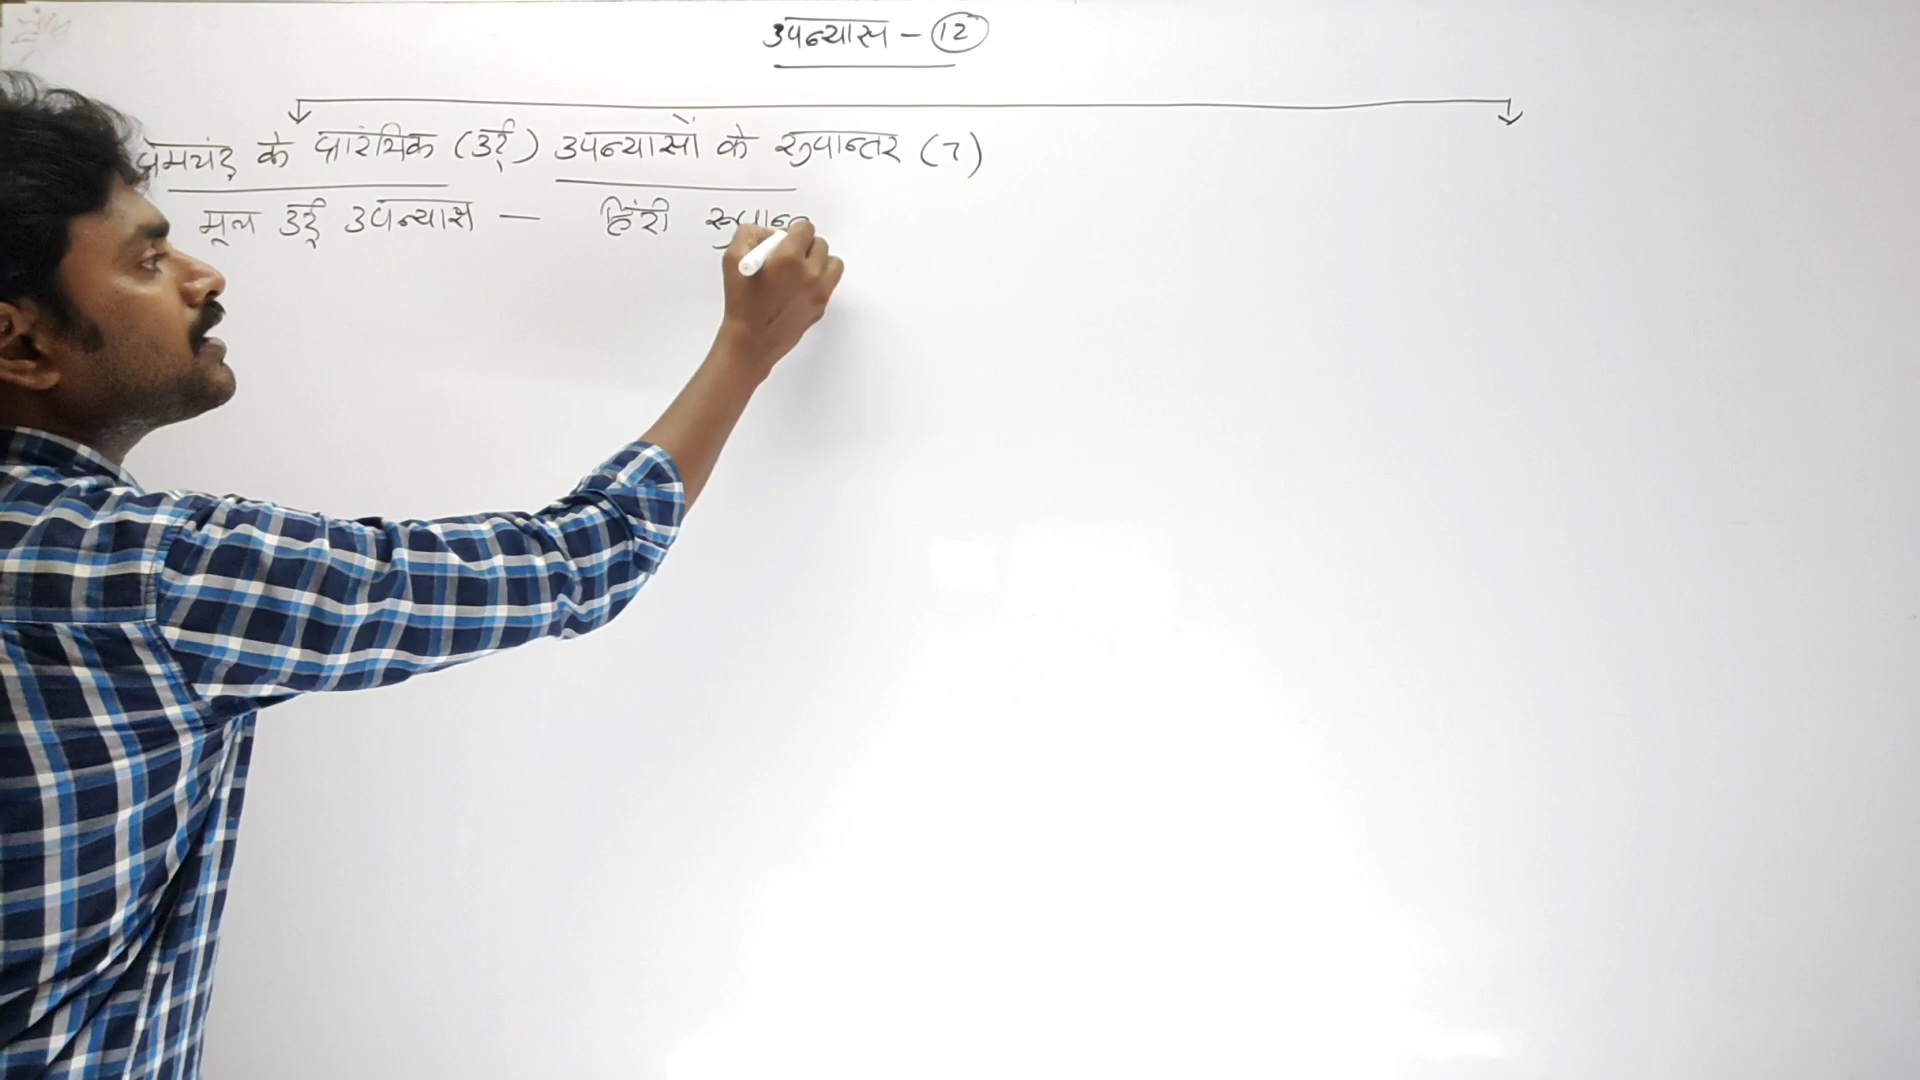 उपन्यास - 12
प्रेमचंद के प्रारंभिक (उर्दू) उपन्यासों के रूपान्तर (7)
मूल उर्दू उपन्यास - हिंदी रूपान्त